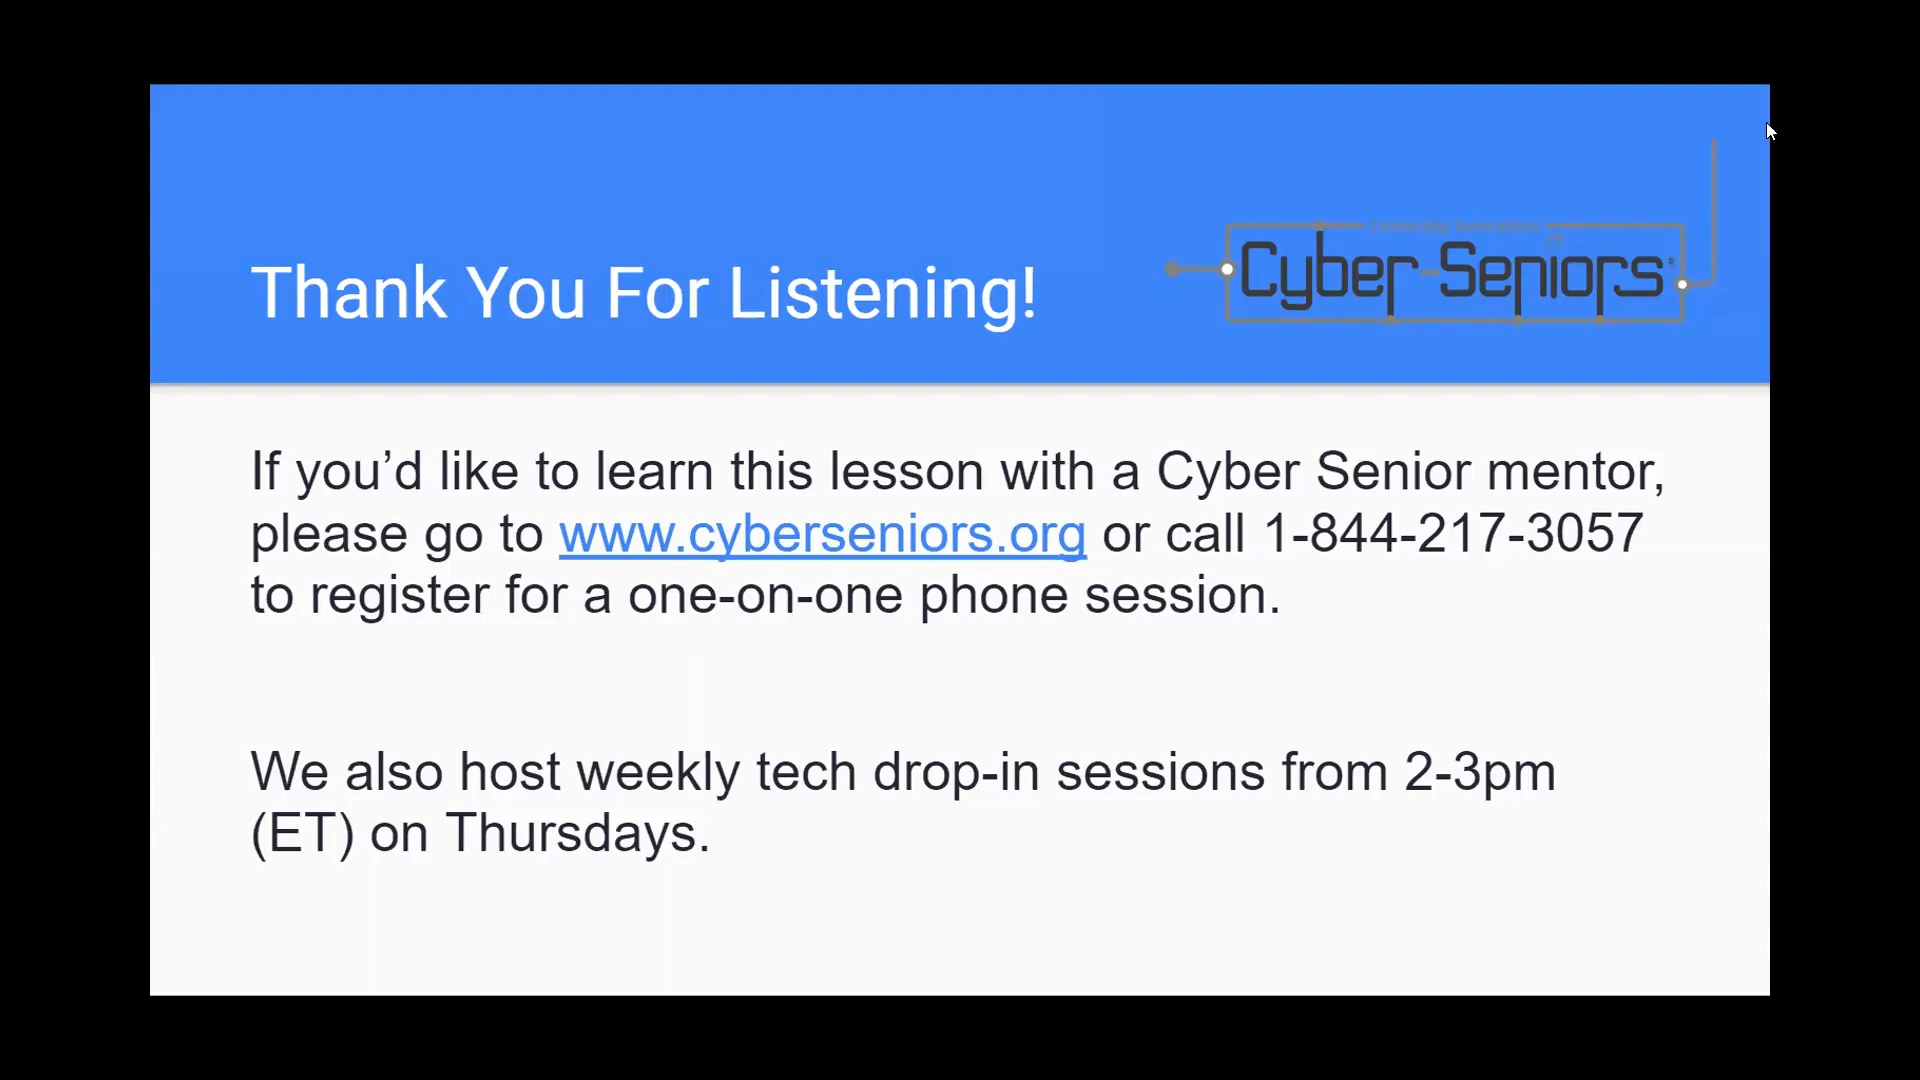 Cyber-Seniors
Thank You For Listening!
If you’d like to learn this lesson with a Cyber Senior mentor,
please go to www.cyberseniors.org or call 1-844-217-3057
to register for a one-on-one phone session.
We also host weekly tech drop-in sessions from 2-3pm
(ET) on Thursdays.